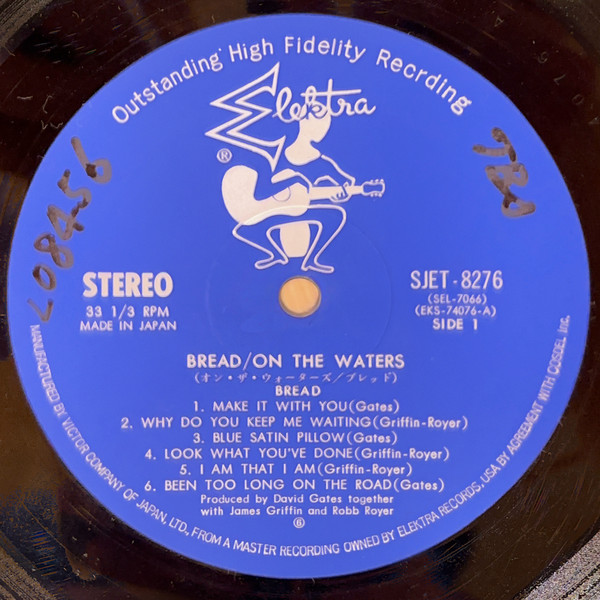 Outstanding High Fidelity Recrding
Elektra
®
L08456
TBS
STEREO
33 1/3 RPM
MADE IN JAPAN
SJET-8276
(SEL-7066)
(EKS-74076-A)
SIDE 1
BREAD/ON THE WATERS
(オン・ザ・ウォーターズ/ブレッド)
BREAD
1. MAKE IT WITH YOU(Gates)
2. WHY DO YOU KEEP ME WAITING(Griffin-Royer)
3. BLUE SATIN PILLOW(Gates)
4. LOOK WHAT YOU'VE DONE(Griffin-Royer)
5. I AM THAT I AM(Griffin-Royer)
6. BEEN TOO LONG ON THE ROAD(Gates)
Produced by David Gates together
with James Griffin and Robb Royer
MANUFACTURED BY VICTOR COMPANY OF JAPAN, LTD., FROM A MASTER RECORDING OWNED BY ELEKTRA RECORDS, USA BY AGREEMENT WITH COSDEL Inc.